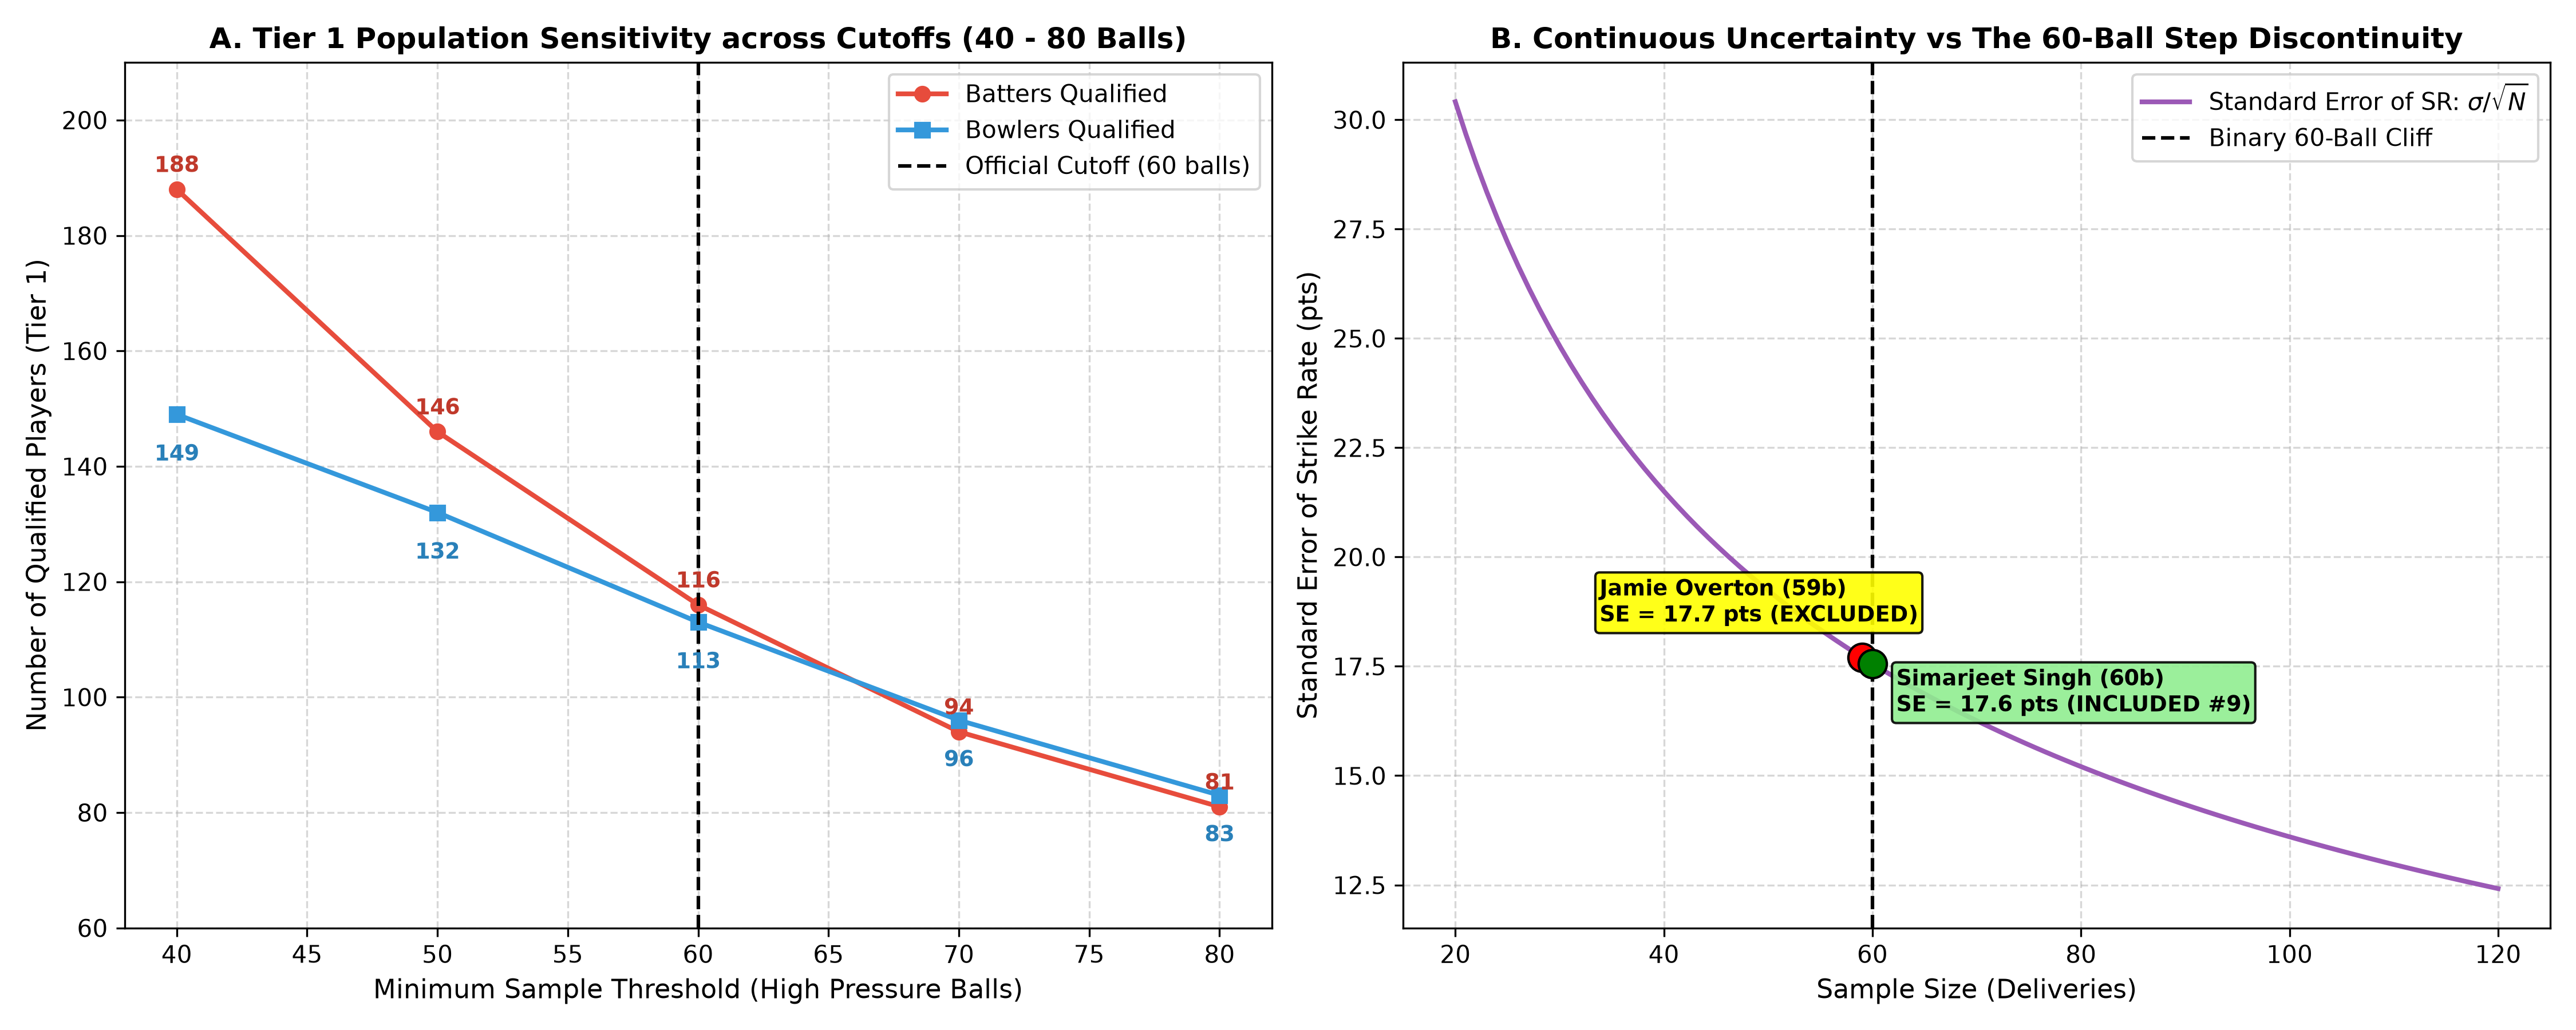 A. Tier 1 Population Sensitivity across Cutoffs (40 - 80 Balls)
Number of Qualified Players (Tier 1)
200
180
160
140
120
100
80
60
Batters Qualified
Bowlers Qualified
Official Cutoff (60 balls)
188
149
146
132
116
113
94
96
81
83
40
45
50
55
60
65
70
75
80
Minimum Sample Threshold (High Pressure Balls)
B. Continuous Uncertainty vs The 60-Ball Step Discontinuity
Standard Error of Strike Rate (pts)
30.0
27.5
25.0
22.5
20.0
17.5
15.0
12.5
Standard Error of SR: σ/√N
Binary 60-Ball Cliff
Jamie Overton (59b)
SE = 17.7 pts (EXCLUDED)
Simarjeet Singh (60b)
SE = 17.6 pts (INCLUDED #9)
20
40
60
80
100
120
Sample Size (Deliveries)